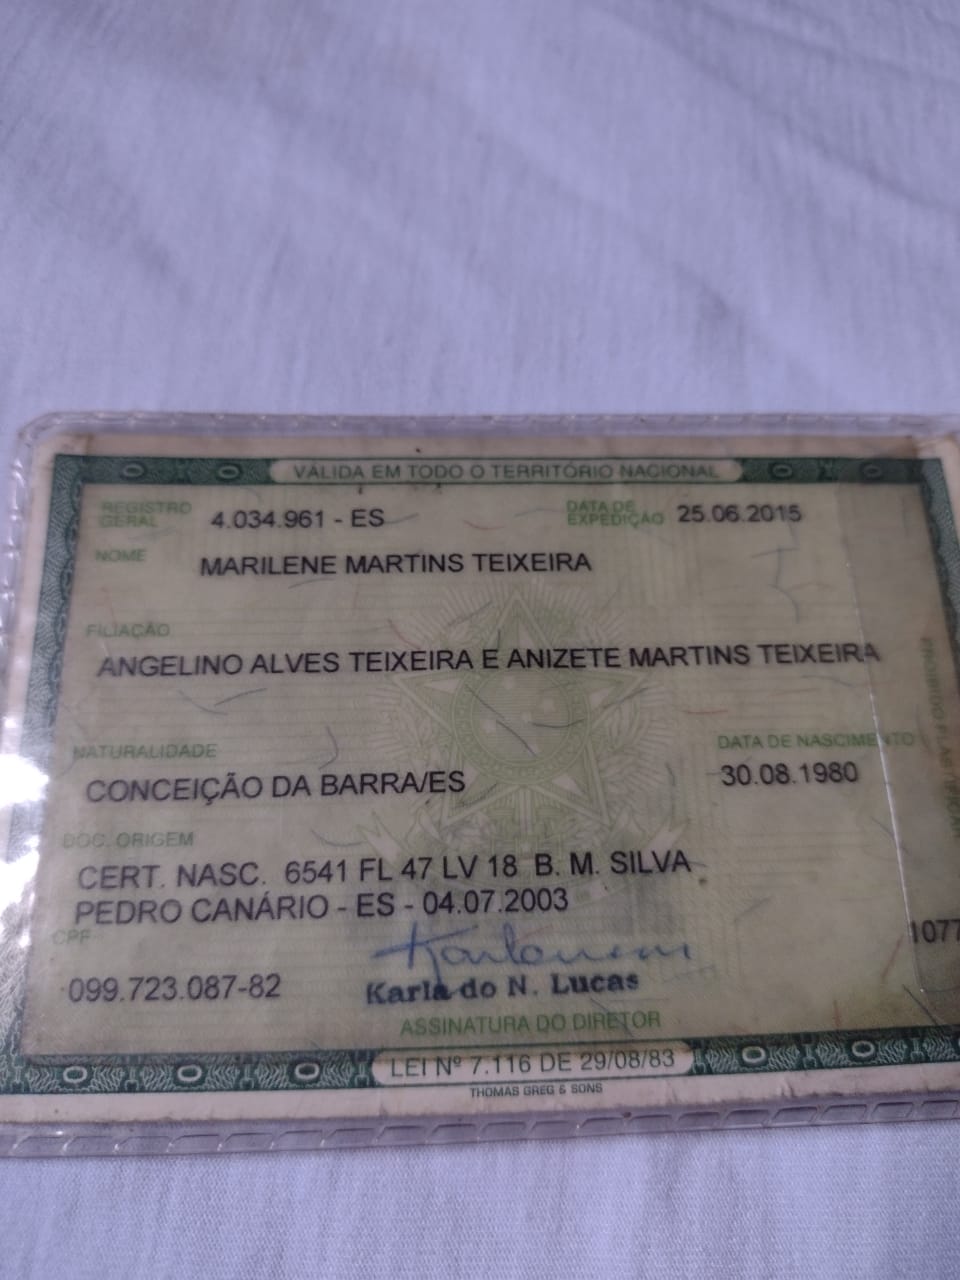 VÁLIDA EM TODO O TERRITÓRIO NACIONAL
REGISTRO GERAL 4.034.961 - ES DATA DE EXPEDIÇÃO 25.06.2015
NOME MARILENE MARTINS TEIXEIRA
FILIAÇÃO
ANGELINO ALVES TEIXEIRA E ANIZETE MARTINS TEIXEIRA
NATURALIDADE DATA DE NASCIMENTO
CONCEIÇÃO DA BARRA/ES 30.08.1980
DOC. ORIGEM
CERT. NASC. 6541 FL 47 LV 18 B. M. SILVA
PEDRO CANÁRIO - ES - 04.07.2003
CPF 1077
099.723.087-82 Karla do N. Lucas
ASSINATURA DO DIRETOR
LEI Nº 7.116 DE 29/08/83
THOMAS GREG & SONS